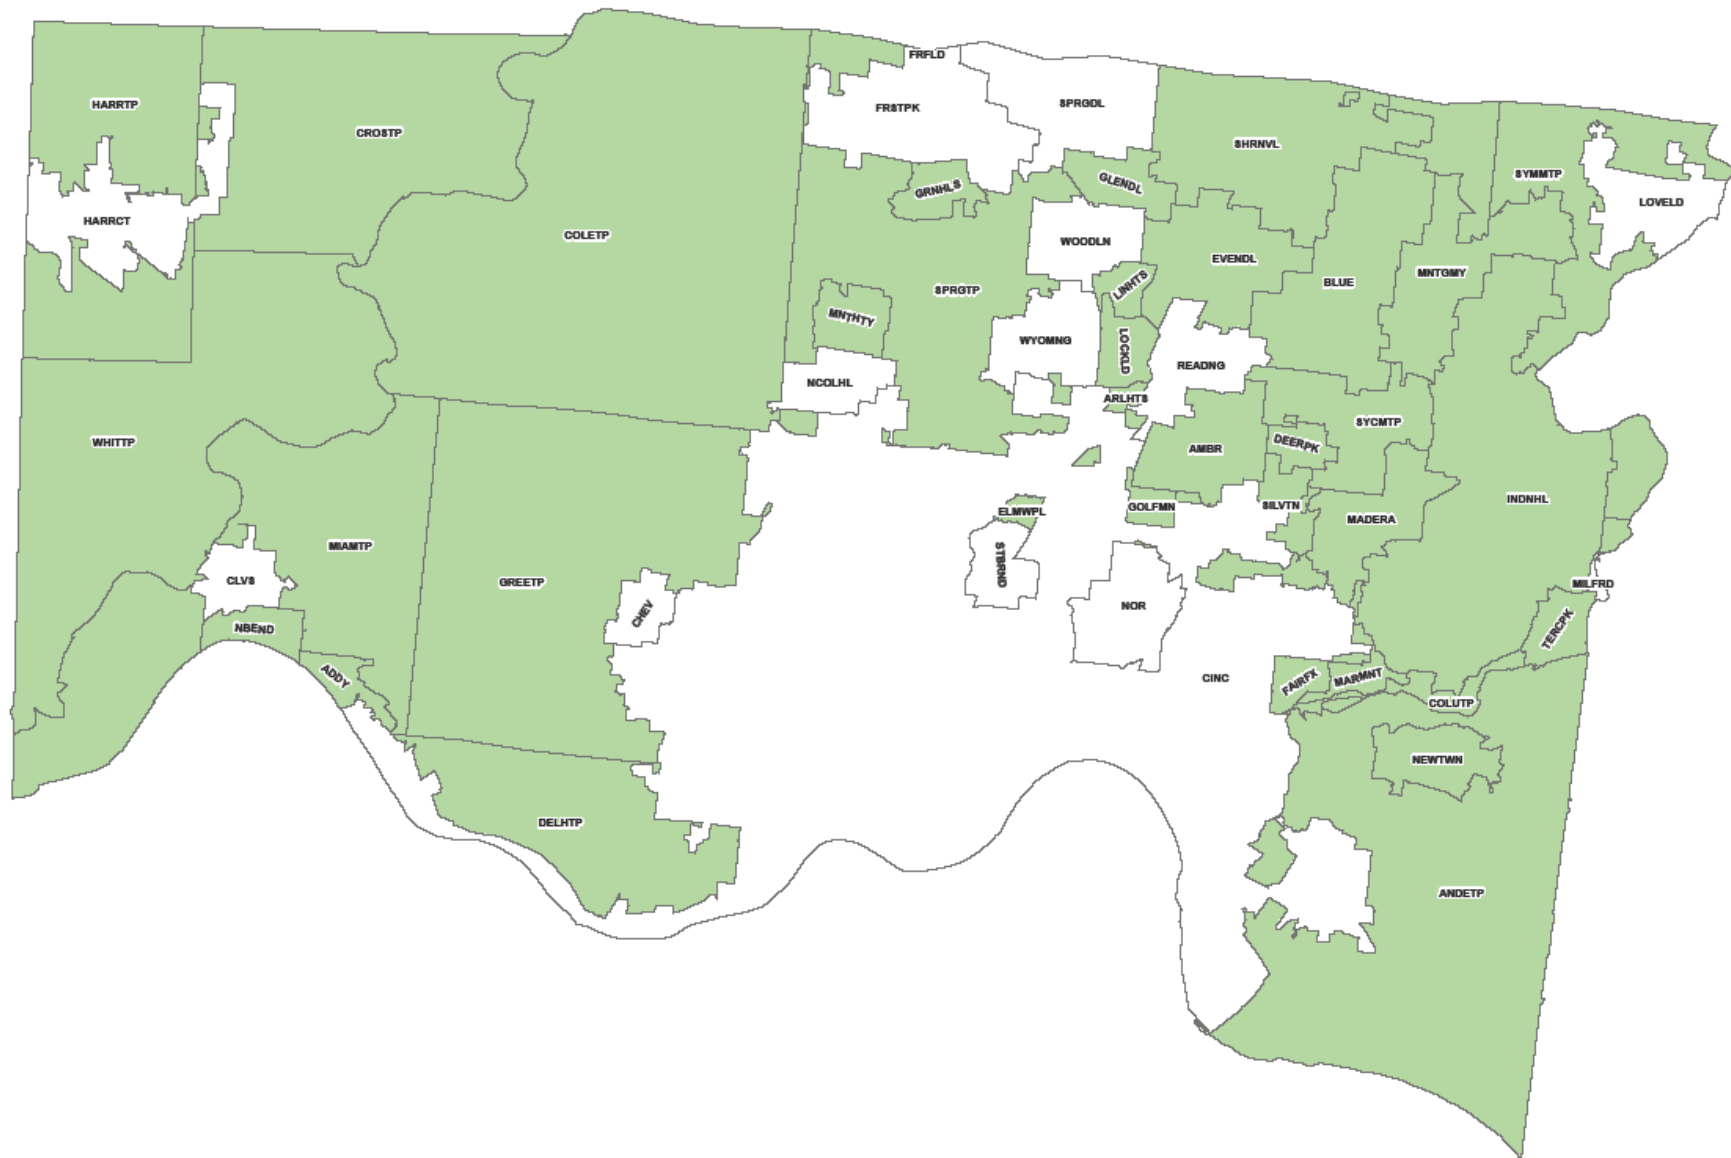 FRFLD
HARRTP
FRSTPK
SPRGDL
CROSTP
SHRNVL
SYMMTP
GLENDL
GRNHLS
LOVELD
HARRCT
COLETP
WOODLN
EVENDL
MNTGMY
BLUE
LINHTS
SPRGTP
MNTHTY
WYOMNG
LOCKLD
READNG
NCOLHL
ARLHTS
SYCMTP
WHITTP
DEERPK
AMBR
INDNHL
ELMWPL
GOLFMN
SILVTN
MADERA
MIAMTP
STBRND
CLVS
GREETP
MILFRD
CHEV
NOR
NBEND
TERCPK
ADDY
CINC
FAIRFX
MARMNT
COLUTP
NEWTWN
DELHTP
ANDETP